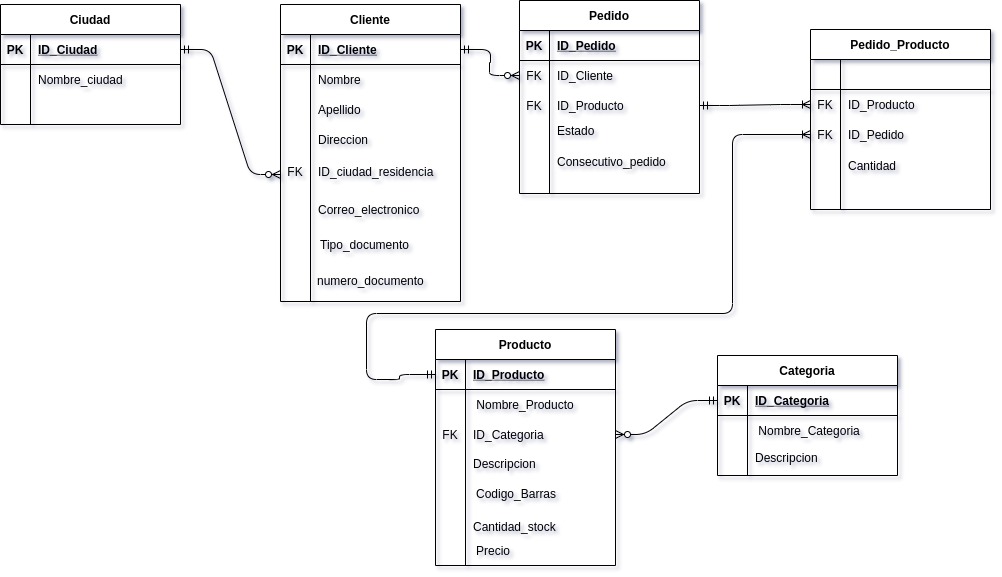 Ciudad
PK ID_Ciudad
Nombre_ciudad
Cliente
PK ID_Cliente
Nombre
Apellido
Direccion
FK ID_ciudad_residencia
Correo_electronico
Tipo_documento
numero_documento
Pedido
PK ID_Pedido
FK ID_Cliente
FK ID_Producto
Estado
Consecutivo_pedido
Pedido_Producto
FK ID_Producto
FK ID_Pedido
Cantidad
Producto
PK ID_Producto
Nombre_Producto
FK ID_Categoria
Descripcion
Codigo_Barras
Cantidad_stock
Precio
Categoria
PK ID_Categoria
Nombre_Categoria
Descripcion